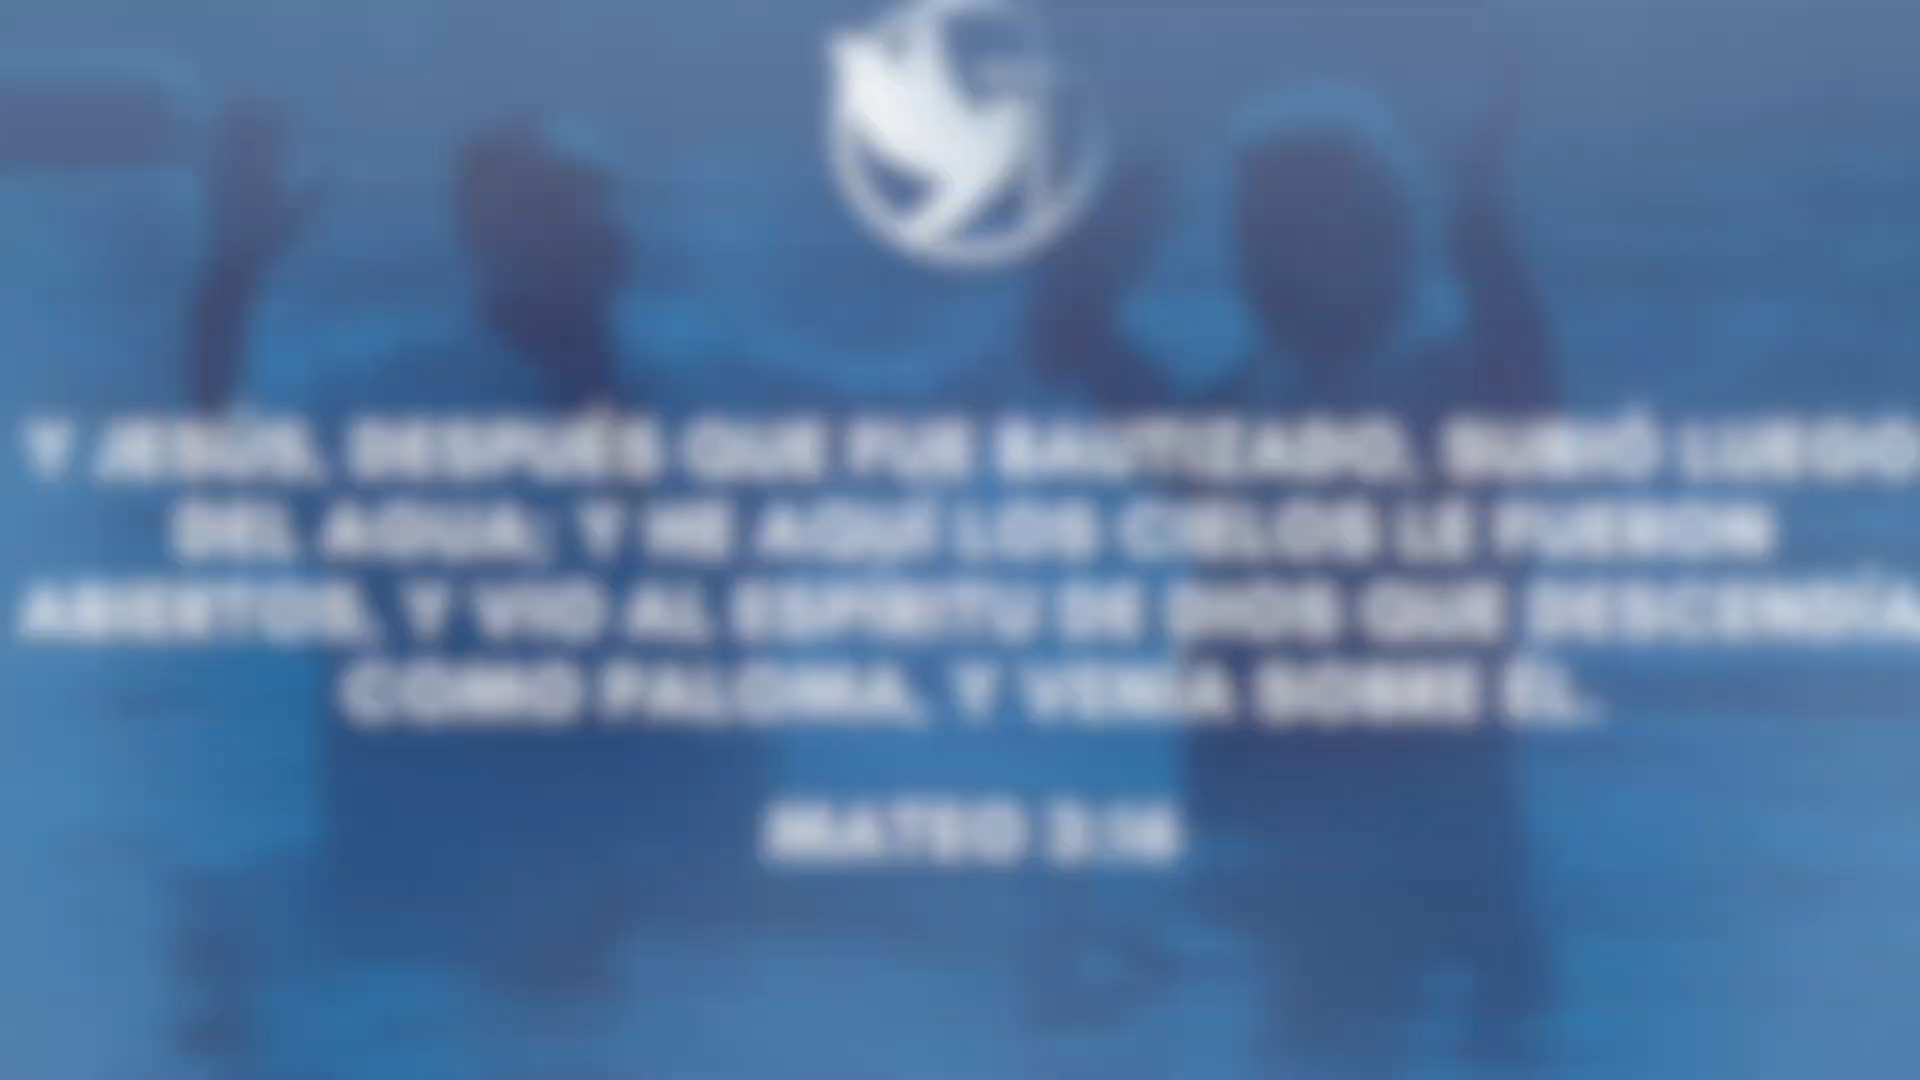 Y JESÚS, DESPUÉS QUE FUE BAUTIZADO, SUBIÓ LUEGO
DEL AGUA; Y HE AQUÍ LOS CIELOS LE FUERON
ABIERTOS, Y VIO AL ESPÍRITU DE DIOS QUE DESCENDÍA
COMO PALOMA, Y VENÍA SOBRE ÉL.
MATEO 3:16